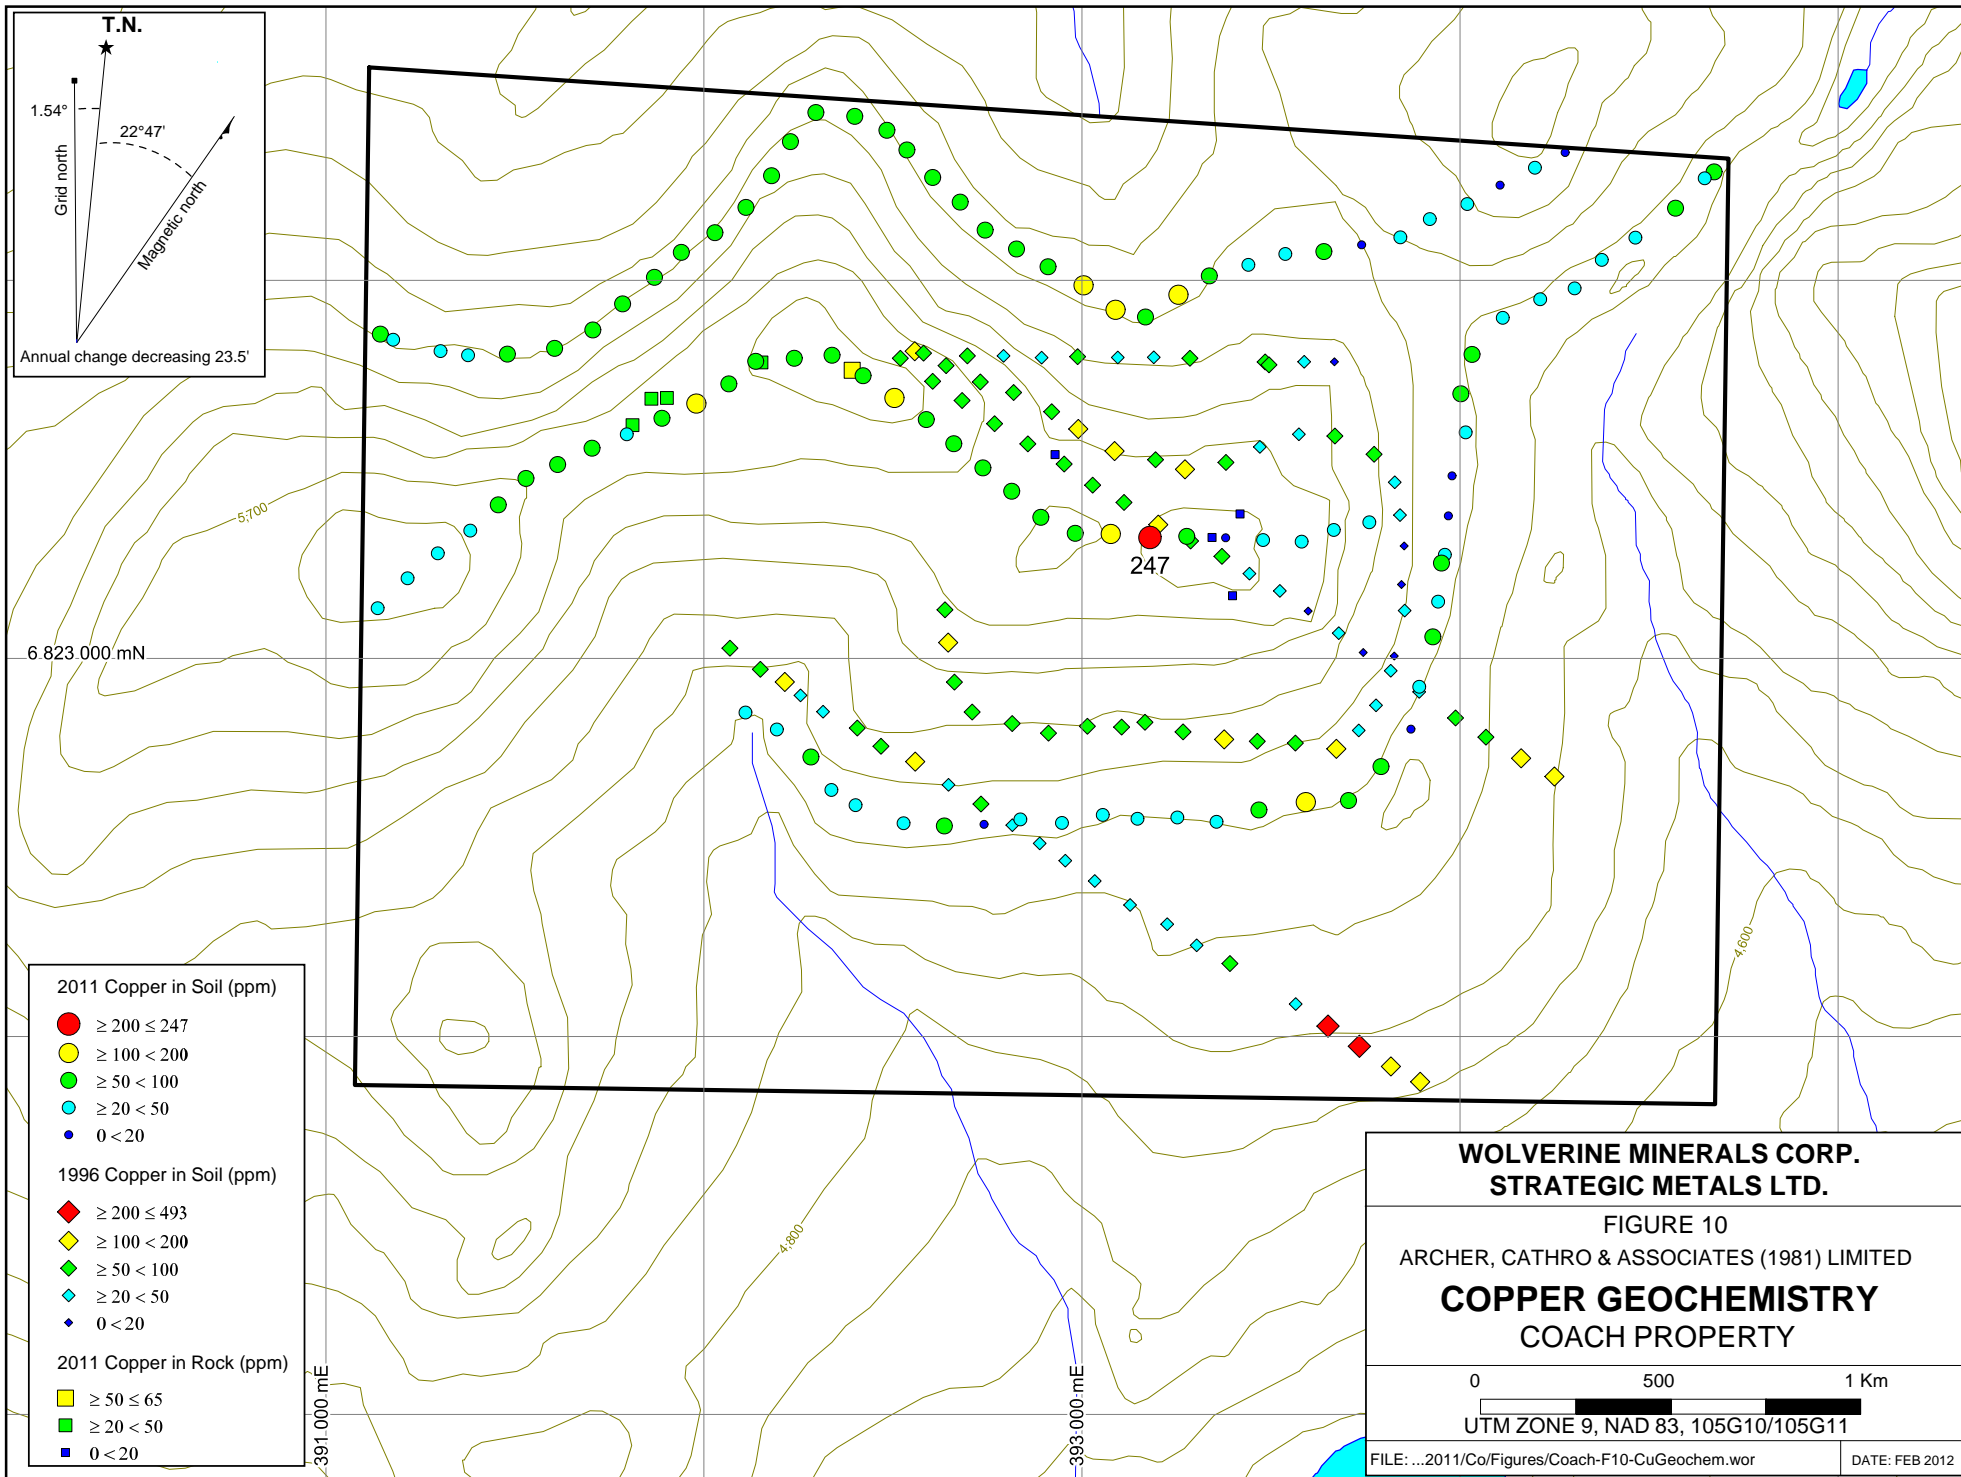 T.N.
1.54°
22°47'
Grid north
Magnetic north
Annual change decreasing 23.5'
5,700
247
6 823 000 mN
4,600
4,800
391 000 mE
393 000 mE
2011 Copper in Soil (ppm)
≥ 200 ≤ 247
≥ 100 < 200
≥ 50 < 100
≥ 20 < 50
0 < 20
1996 Copper in Soil (ppm)
≥ 200 ≤ 493
≥ 100 < 200
≥ 50 < 100
≥ 20 < 50
0 < 20
2011 Copper in Rock (ppm)
≥ 50 ≤ 65
≥ 20 < 50
0 < 20
WOLVERINE MINERALS CORP.
STRATEGIC METALS LTD.
FIGURE 10
ARCHER, CATHRO & ASSOCIATES (1981) LIMITED
COPPER GEOCHEMISTRY
COACH PROPERTY
0 500 1 Km
UTM ZONE 9, NAD 83, 105G10/105G11
FILE: ...2011/Co/Figures/Coach-F10-CuGeochem.wor
DATE: FEB 2012